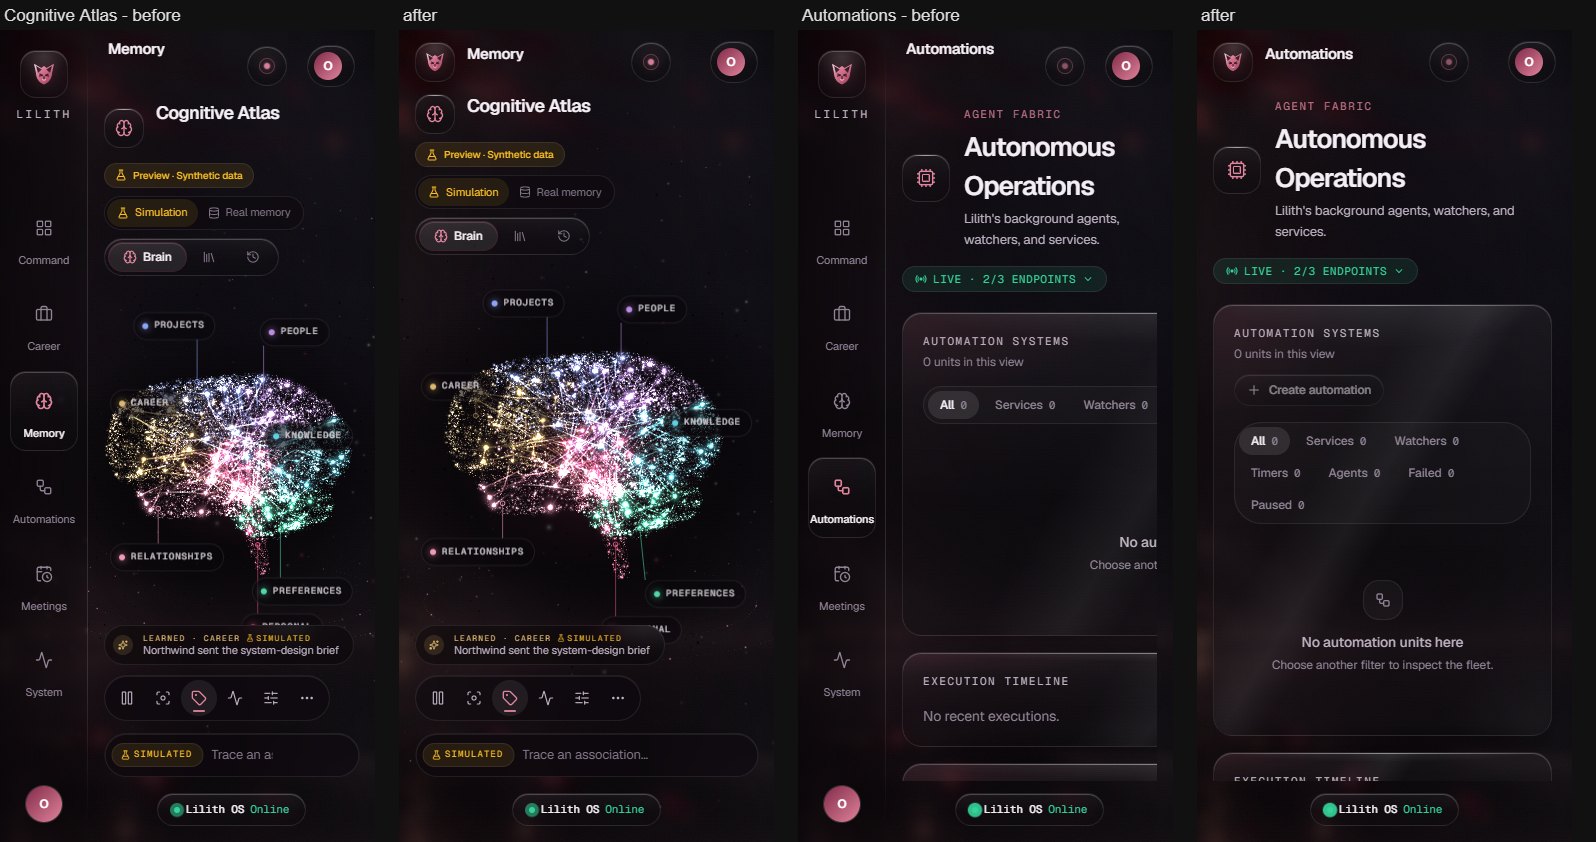 Cognitive Atlas - before
Memory
O
LILITH
Cognitive Atlas
Preview · Synthetic data
Simulation
Real memory
Brain
Command
Career
Memory
Automations
Meetings
System
PROJECTS
PEOPLE
CAREER
KNOWLEDGE
RELATIONSHIPS
PREFERENCES
LEARNED · CAREER SIMULATED
Northwind sent the system-design brief
SIMULATED
Trace an a
O
Lilith OS Online
after
Memory
O
Cognitive Atlas
Preview · Synthetic data
Simulation
Real memory
Brain
PROJECTS
PEOPLE
CAREER
KNOWLEDGE
RELATIONSHIPS
PREFERENCES
LEARNED · CAREER SIMULATED
Northwind sent the system-design brief
SIMULATED
Trace an association...
Lilith OS Online
Automations - before
Automations
O
LILITH
AGENT FABRIC
Autonomous
Operations
Lilith's background agents,
watchers, and services.
LIVE · 2/3 ENDPOINTS
Command
Career
Memory
Automations
Meetings
System
AUTOMATION SYSTEMS
0 units in this view
All 0 Services 0 Watchers 0
No au
Choose anot
EXECUTION TIMELINE
No recent executions.
O
Lilith OS Online
after
Automations
O
AGENT FABRIC
Autonomous
Operations
Lilith's background agents, watchers, and
services.
LIVE · 2/3 ENDPOINTS
AUTOMATION SYSTEMS
0 units in this view
Create automation
All 0 Services 0 Watchers 0
Timers 0 Agents 0 Failed 0
Paused 0
No automation units here
Choose another filter to inspect the fleet.
EXECUTION TIMELINE
Lilith OS Online